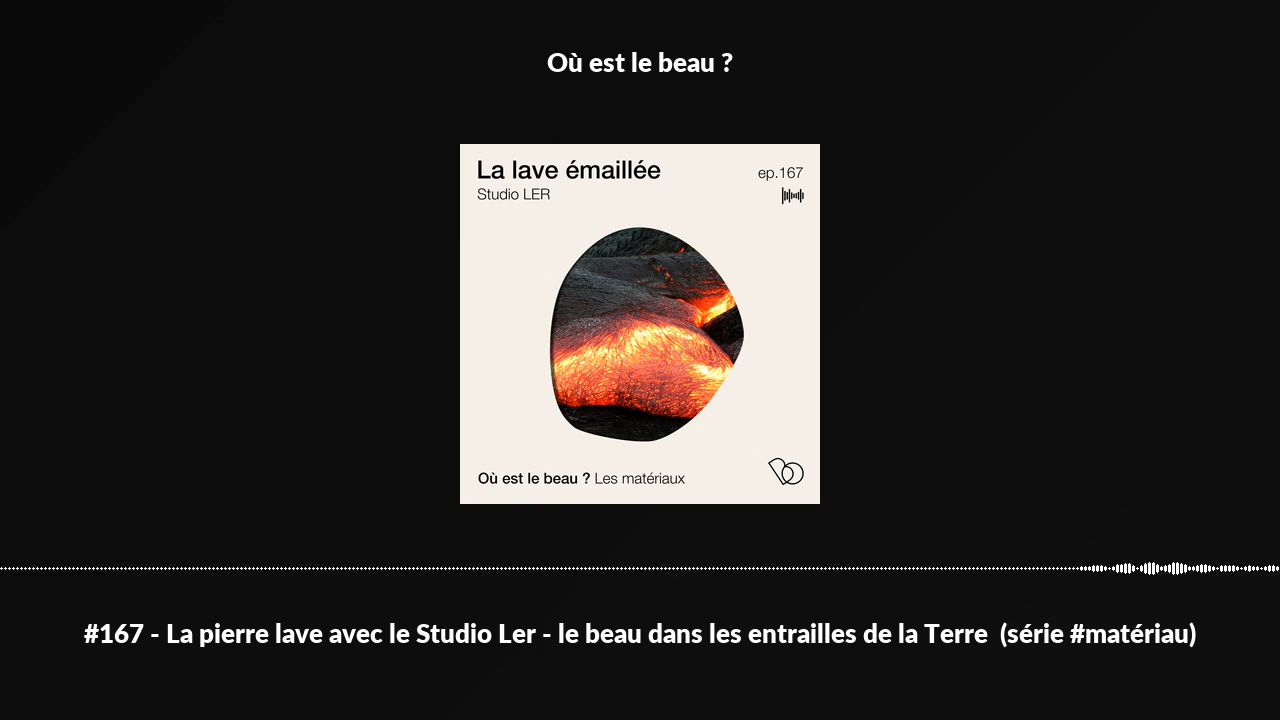 Où est le beau ?
La lave émaillée
ep.167
Studio LER
Où est le beau ? Les matériaux
#167 - La pierre lave avec le Studio Ler - le beau dans les entrailles de la Terre (série #matériau)